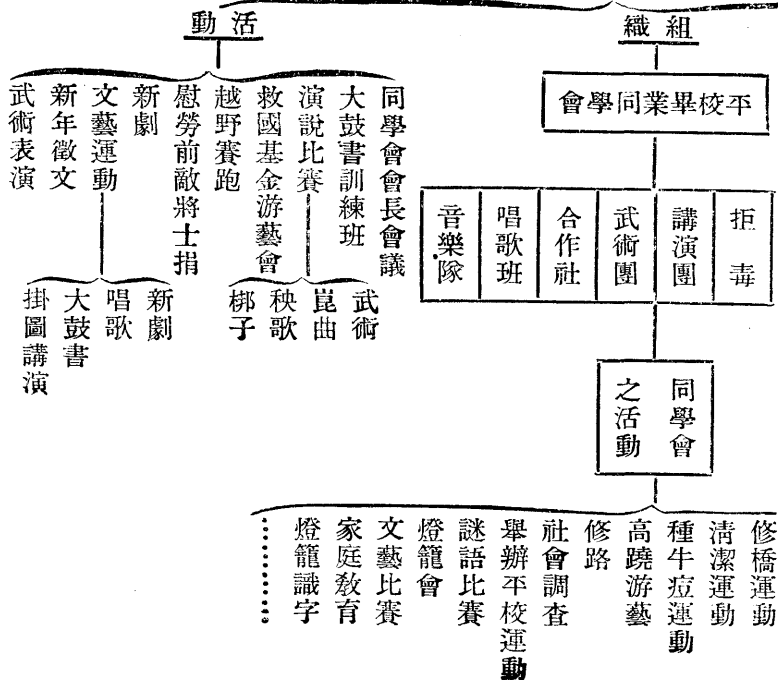 組織
平校畢業同學會
拒毒
講演團
武術團
合作社
唱歌班
音樂隊
同學會
之活動
修橋運動
清潔運動
種牛痘運動
高蹺游藝
修路
社會調查
舉辦平校運動
謎語比賽
燈籠會
文藝比賽
家庭教育
燈籠識字
……
活動
同學會會長會議
大鼓書訓練班
演說比賽
救國基金游藝會
越野賽跑
慰勞前敵將士捐
新劇
文藝運動
新年徵文
武術表演
武術
崑曲
秧歌
梆子
新劇
唱歌
大鼓書
掛圖講演